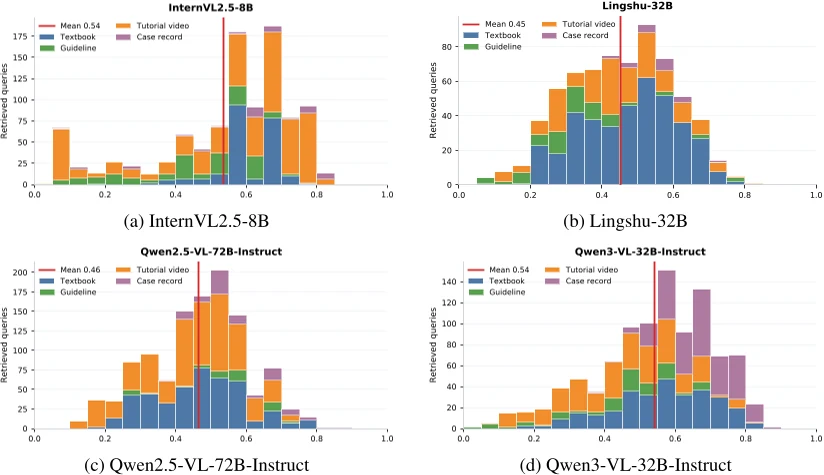 InternVL2.5-8B
Mean 0.54
Textbook
Guideline
Tutorial video
Case record
Retrieved queries
175
150
125
100
75
50
25
0
0.0 0.2 0.4 0.6 0.8 1.0
(a) InternVL2.5-8B
Lingshu-32B
Mean 0.45
Textbook
Guideline
Tutorial video
Case record
Retrieved queries
80
60
40
20
0
0.0 0.2 0.4 0.6 0.8 1.0
(b) Lingshu-32B
Qwen2.5-VL-72B-Instruct
Mean 0.46
Textbook
Guideline
Tutorial video
Case record
Retrieved queries
200
175
150
125
100
75
50
25
0
0.0 0.2 0.4 0.6 0.8 1.0
(c) Qwen2.5-VL-72B-Instruct
Qwen3-VL-32B-Instruct
Mean 0.54
Textbook
Guideline
Tutorial video
Case record
Retrieved queries
140
120
100
80
60
40
20
0
0.0 0.2 0.4 0.6 0.8 1.0
(d) Qwen3-VL-32B-Instruct